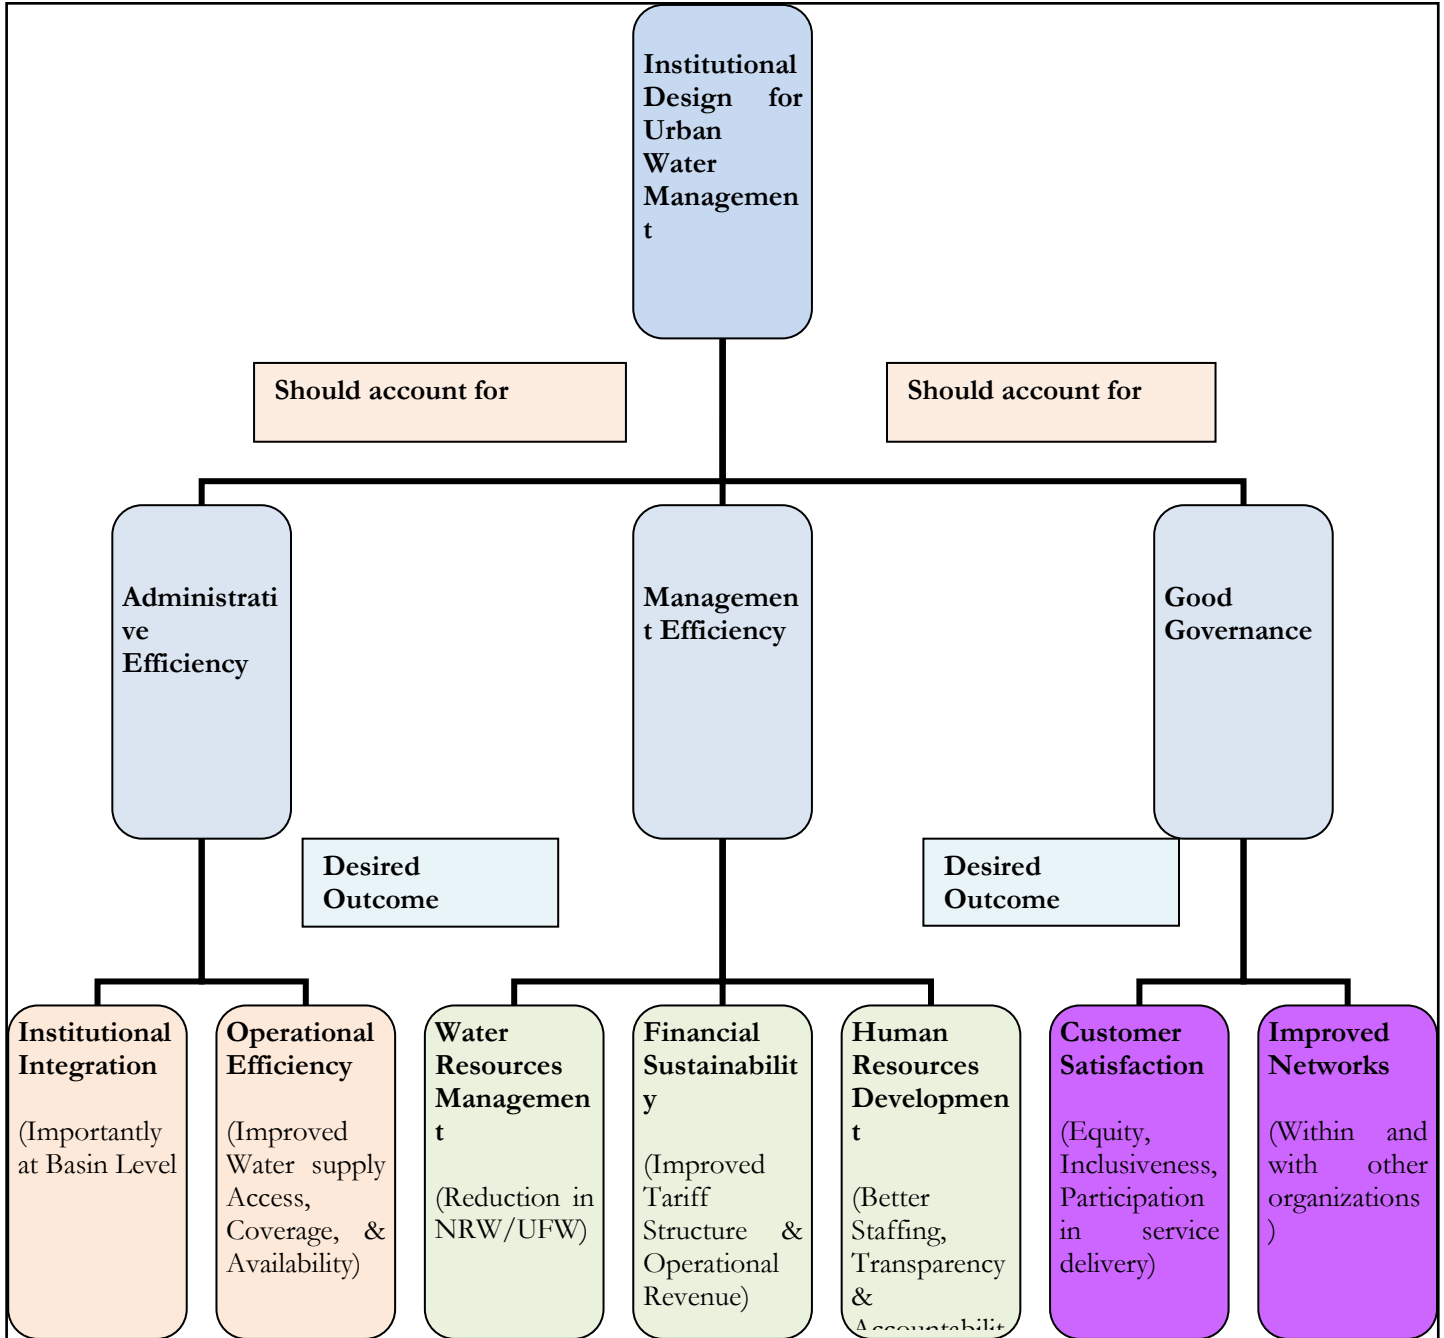 Institutional
Design for
Urban
Water
Managemen
t
Should account for
Should account for
Administrati
ve
Efficiency
Managemen
t Efficiency
Good
Governance
Desired
Outcome
Desired
Outcome
Institutional
Integration
(Importantly
at Basin Level
Operational
Efficiency
(Improved
Water supply
Access,
Coverage, &
Availability)
Water
Resources
Managemen
t
(Reduction in
NRW/UFW)
Financial
Sustainabilit
y
(Improved
Tariff
Structure &
Operational
Revenue)
Human
Resources
Developmen
t
(Better
Staffing,
Transparency
&
Accountabilit
Customer
Satisfaction
(Equity,
Inclusiveness,
Participation
in service
delivery)
Improved
Networks
(Within and
with other
organizations
)